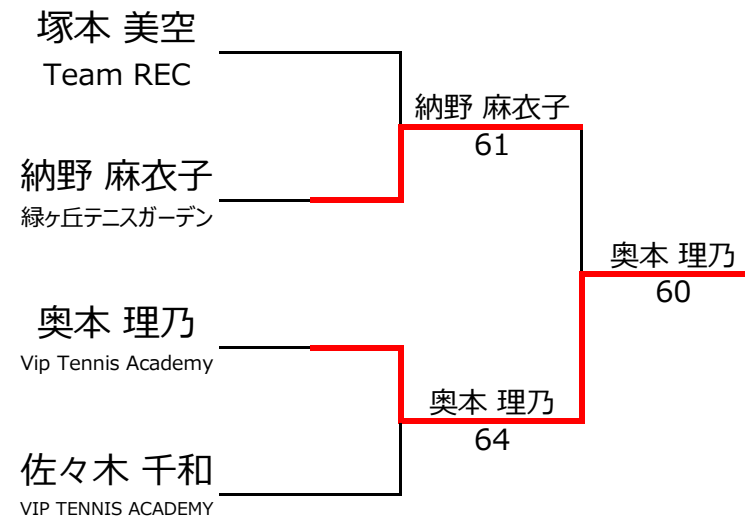 塚本 美空
Team REC
納野 麻衣子
61
納野 麻衣子
緑ヶ丘テニスガーデン
奥本 理乃
60
奥本 理乃
Vip Tennis Academy
奥本 理乃
64
佐々木 千和
VIP TENNIS ACADEMY